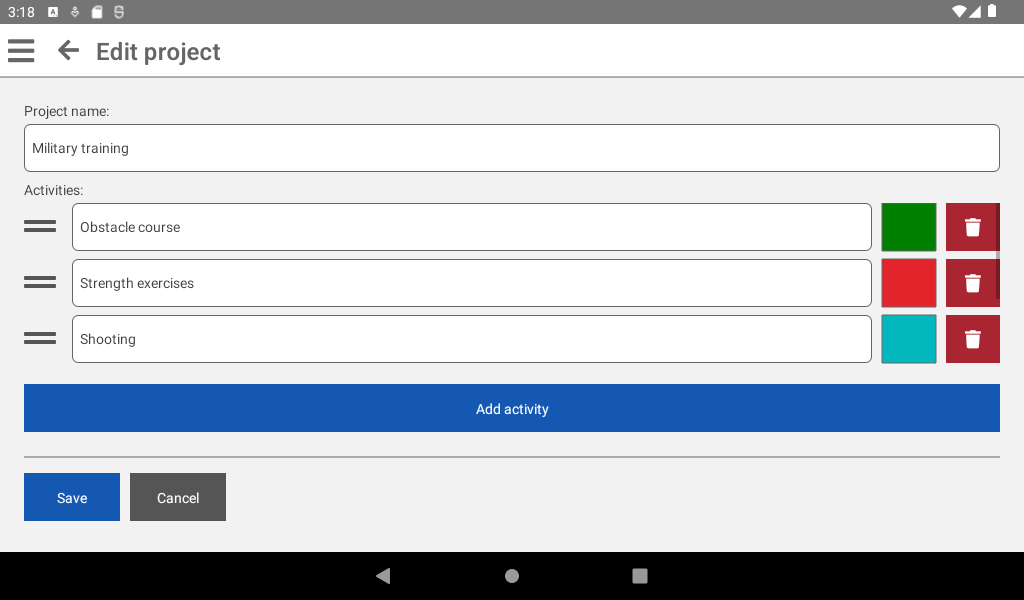 3:18
Edit project
Project name:
Military training
Activities:
Obstacle course
Strength exercises
Shooting
Add activity
Save
Cancel